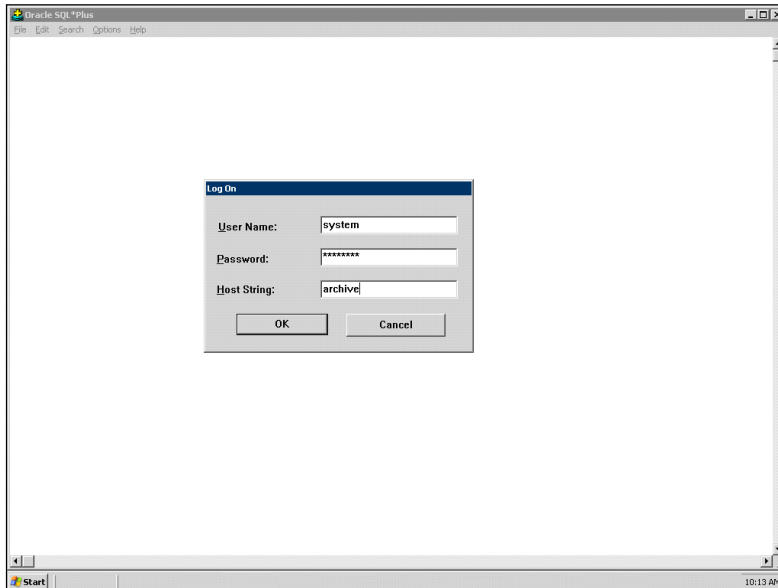 Oracle SQL*Plus
File Edit Search Options Help
Log On
User Name: system
Password: ********
Host String: archive
OK Cancel
Start 10:13 AM